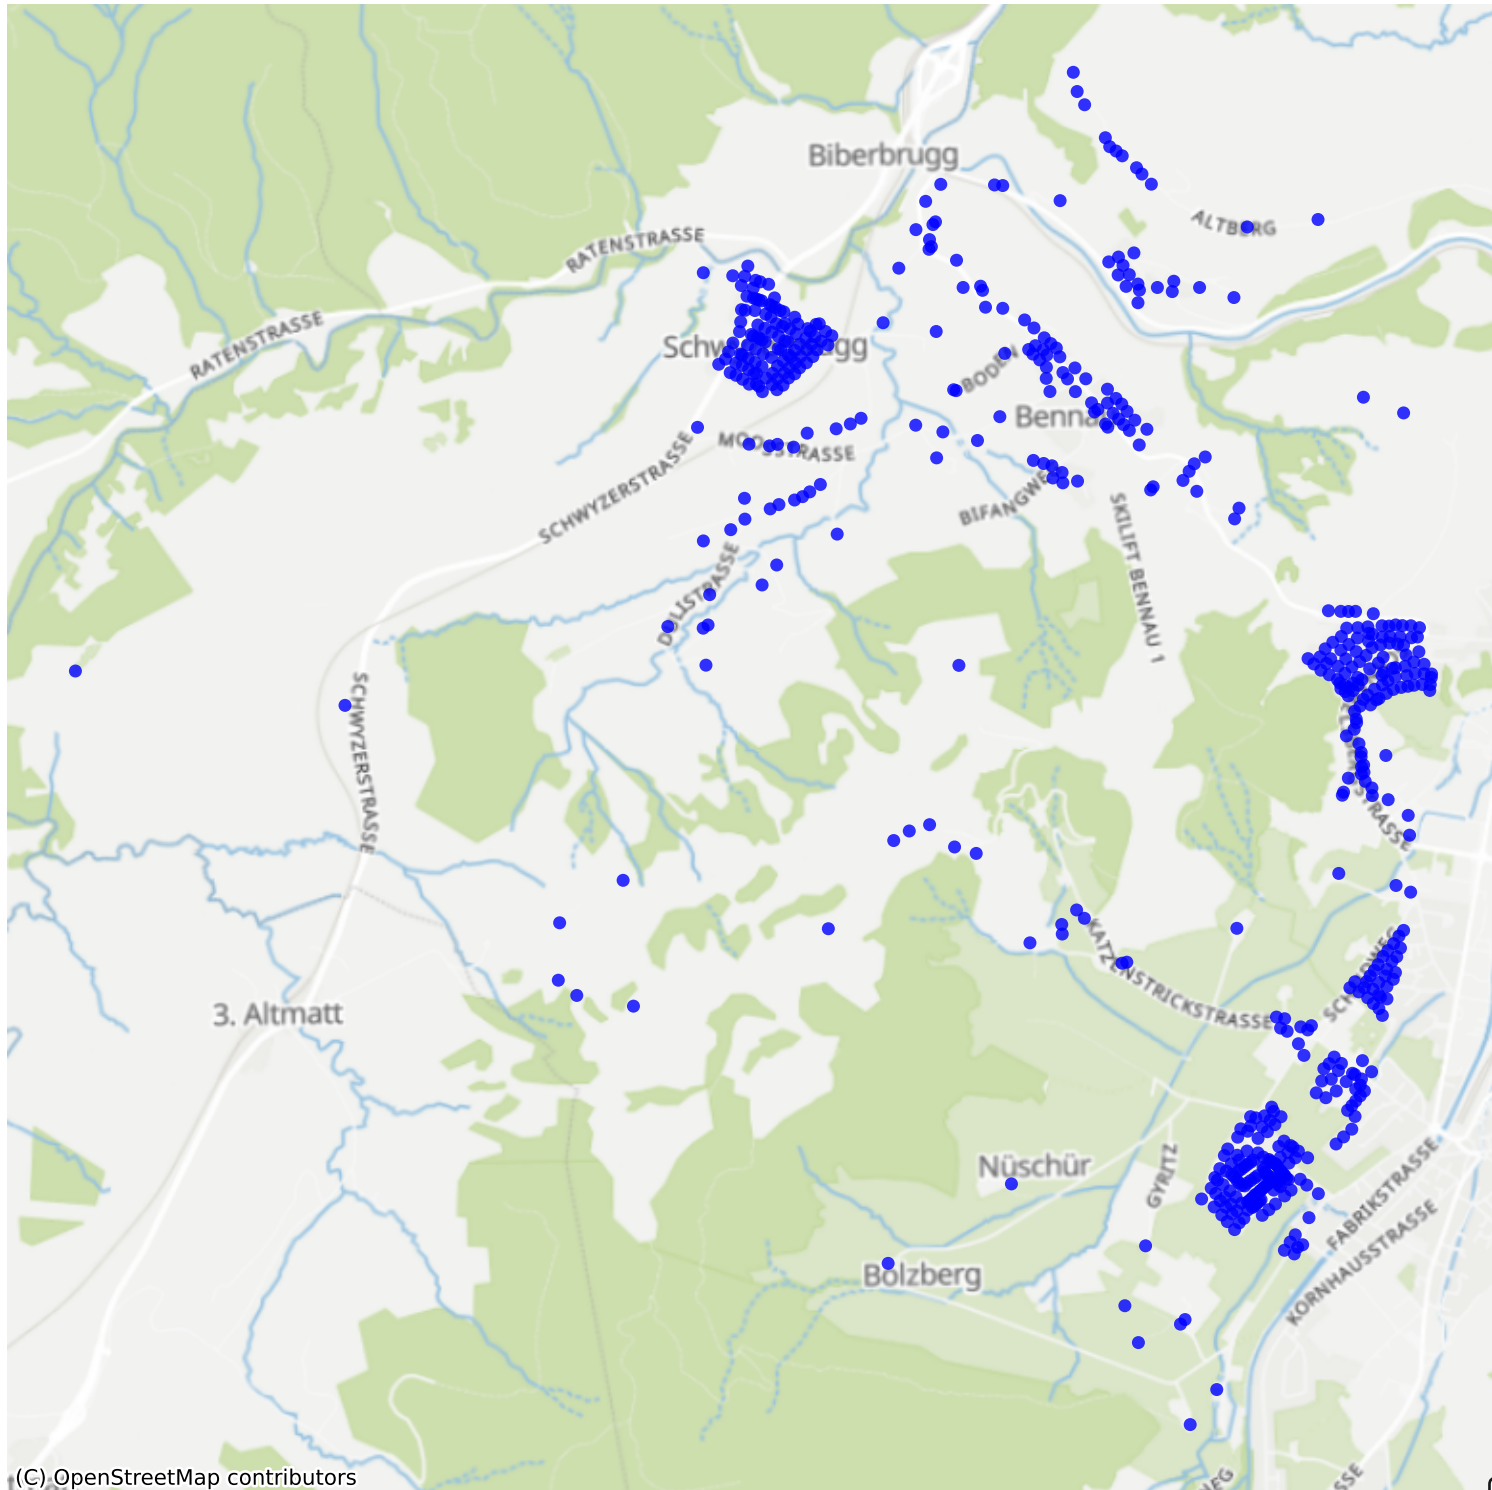 Biberbrugg
ALTBERG
RATENSTRASSE
RATENSTRASSE
BODEN
MOOSSTRASSE
SCHWYZERSTRASSE
BIFANGWE
SKILIFT BENNAU 1
SCHWYZERSTRASSE
KATZENSTRICKSTRASSE
3. Altmatt
Nüschür
GYRITZ
FABRIKSTRASSE
KORNHAUSSTRASSE
Bolzberg
(C) OpenStreetMap contributors